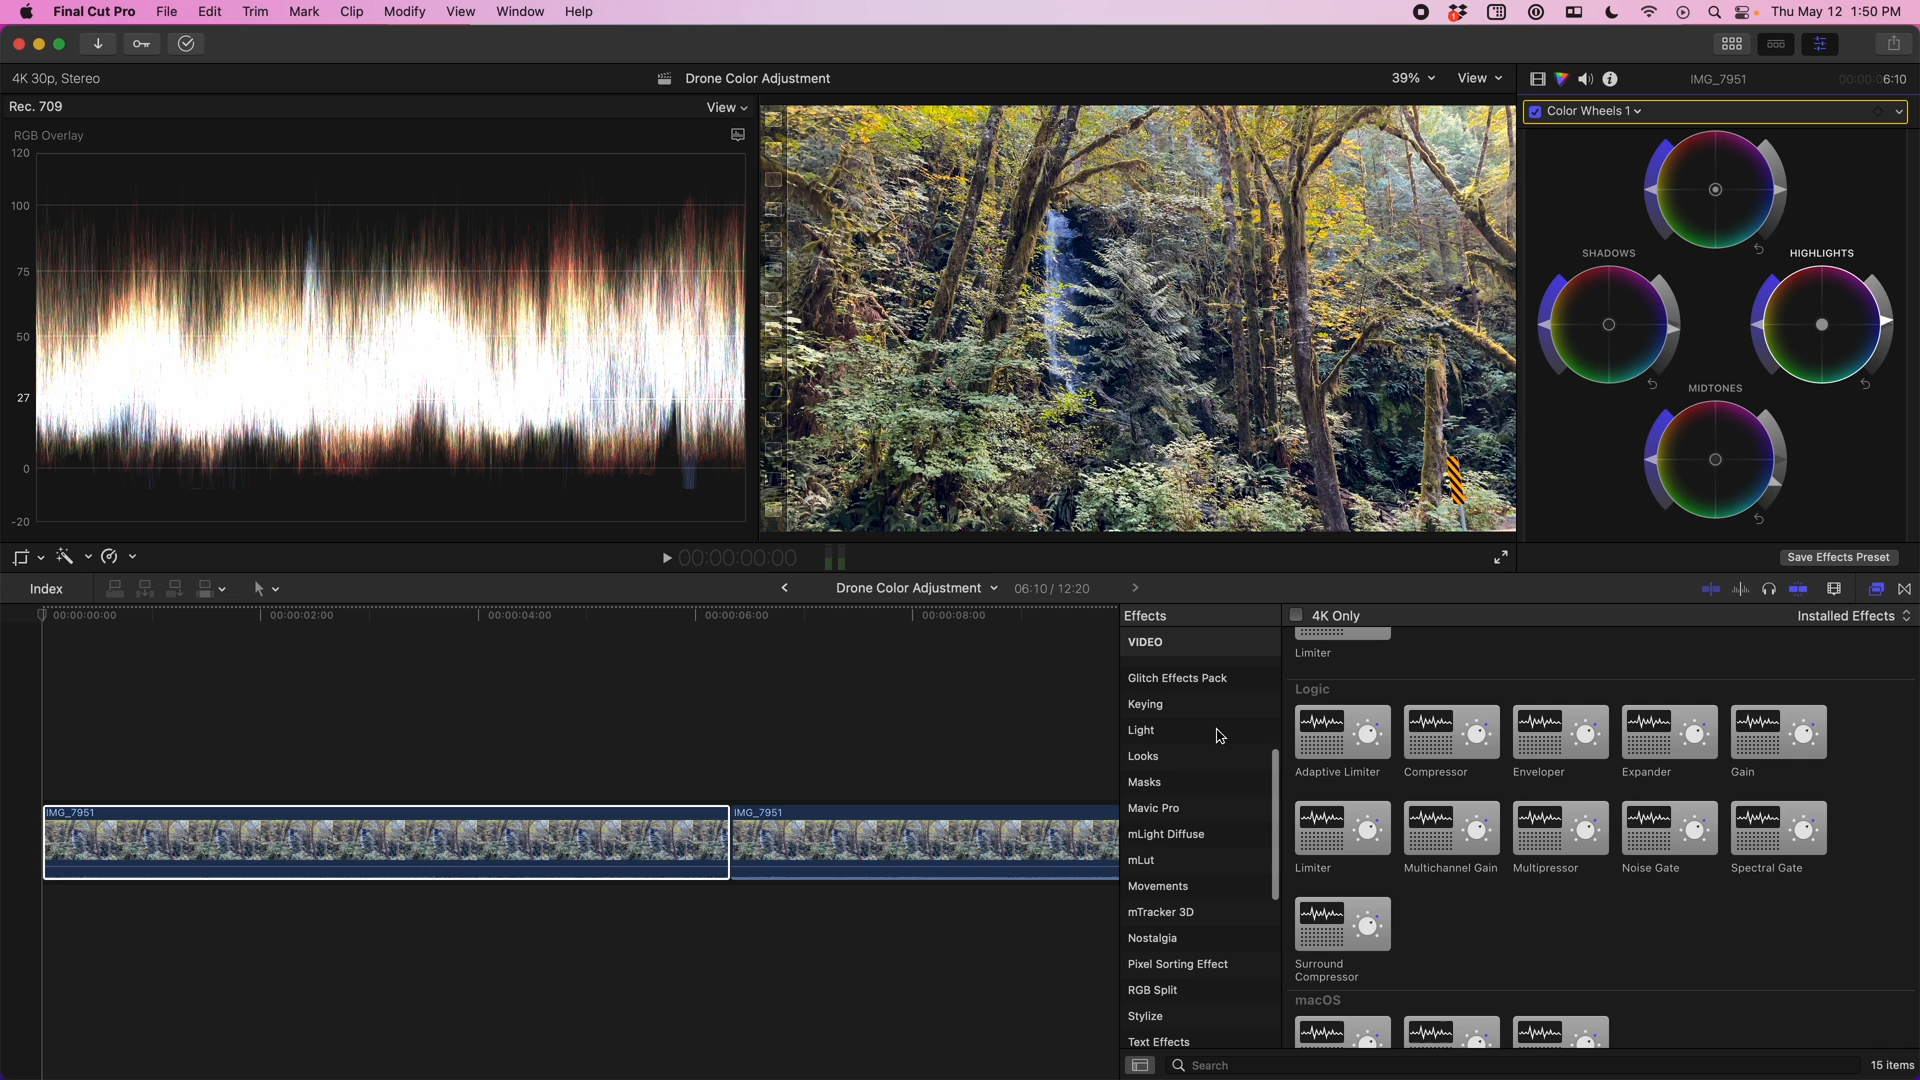 Final Cut Pro File Edit Trim Mark Clip Modify View Window Help 1 Thu May 12 1:50 PM
4K 30p, Stereo Drone Color Adjustment 39% View IMG_7951 00:00:06:10
Rec. 709 View Color Wheels 1
RGB Overlay
120
100
75
50
27
0
-20
SHADOWS HIGHLIGHTS
MIDTONES
00:00:00:00 Save Effects Preset
Index Drone Color Adjustment 06:10 / 12:20
00:00:00:00 00:00:02:00 00:00:04:00 00:00:06:00 00:00:08:00
IMG_7951 IMG_7951
Effects 4K Only Installed Effects
VIDEO
Glitch Effects Pack
Keying
Light
Looks
Masks
Mavic Pro
mLight Diffuse
mLut
Movements
mTracker 3D
Nostalgia
Pixel Sorting Effect
RGB Split
Stylize
Text Effects
Limiter
Logic
Adaptive Limiter Compressor Enveloper Expander Gain
Limiter Multichannel Gain Multipressor Noise Gate Spectral Gate
Surround
Compressor
macOS
Search 15 items